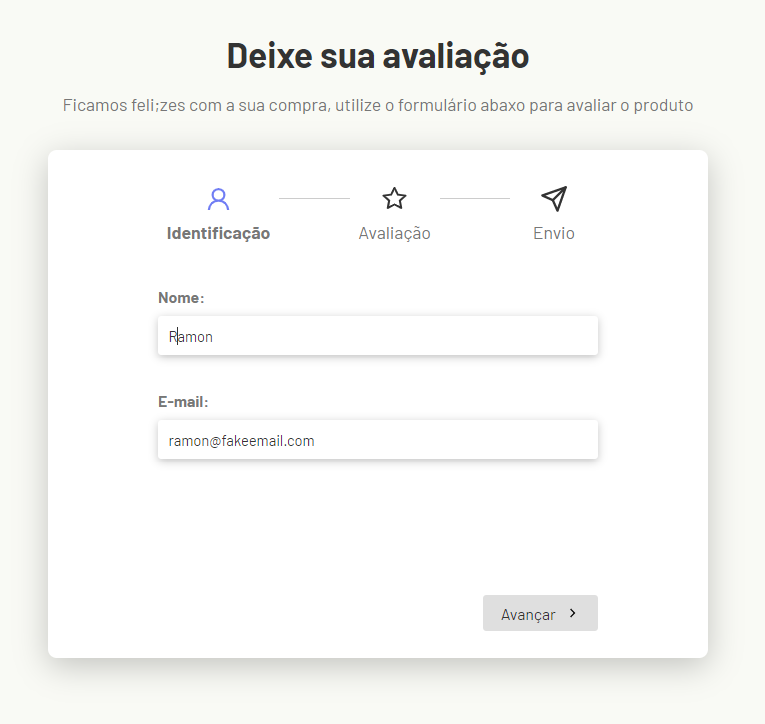 Deixe sua avaliação
Ficamos feli;zes com a sua compra, utilize o formulário abaxo para avaliar o produto
Identificação
Avaliação
Envio
Nome:
Ramon
E-mail:
ramon@fakeemail.com
Avançar